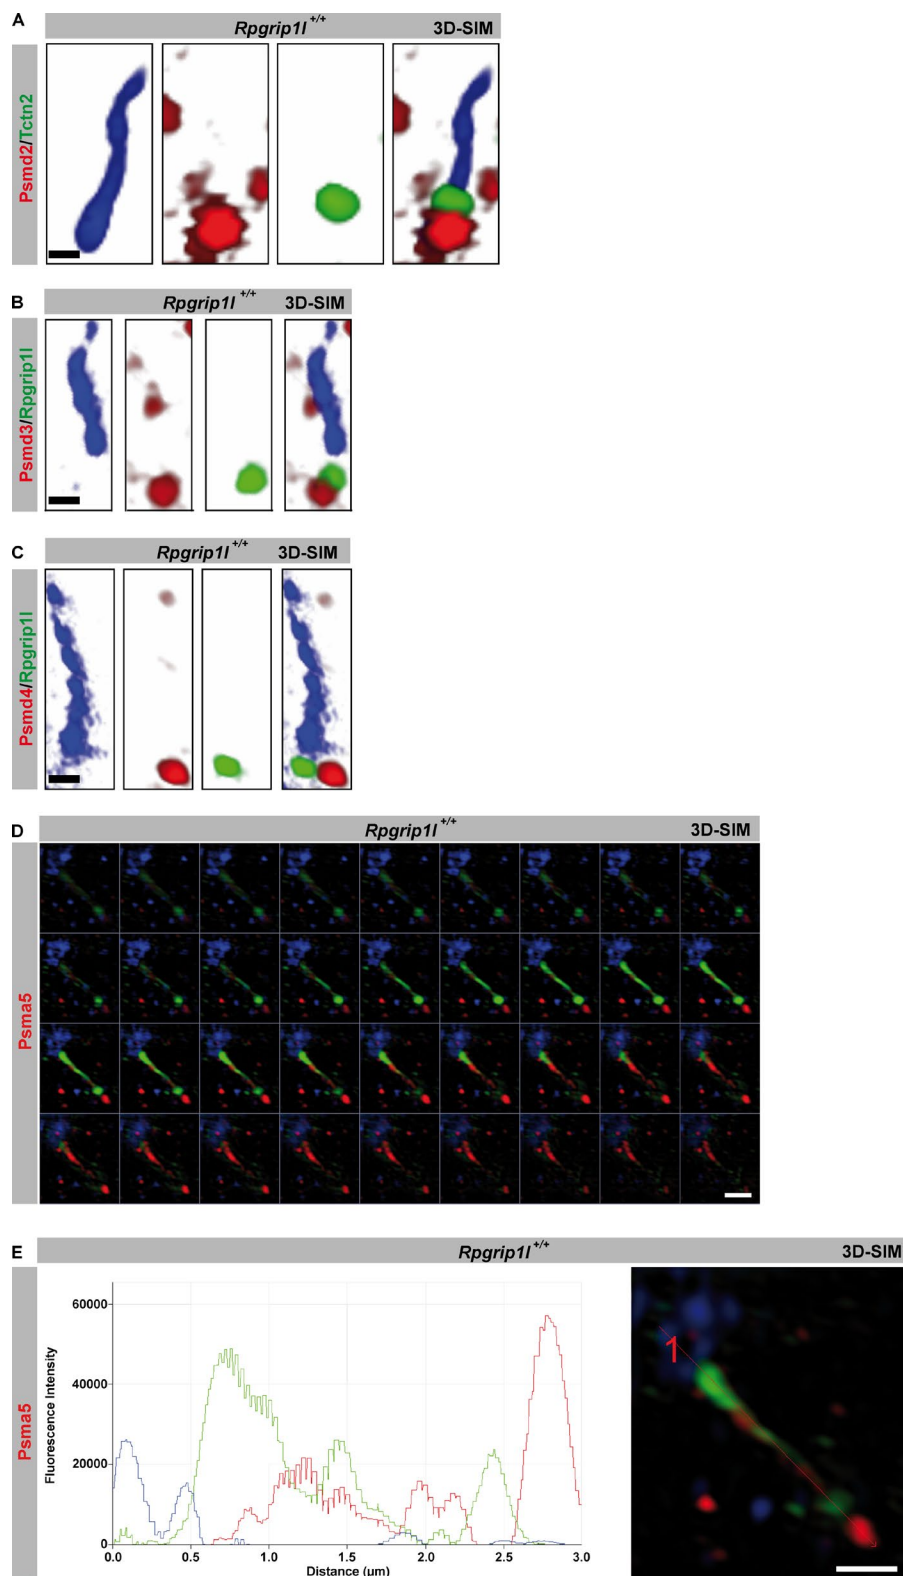 A
Rpgrip1l+/+ 3D-SIM
Psmd2/Tctn2
B
Rpgrip1l+/+ 3D-SIM
Psmd3/Rpgrip1l
C
Rpgrip1l+/+ 3D-SIM
Psmd4/Rpgrip1l
D
Rpgrip1l+/+ 3D-SIM
Psma5
E
Rpgrip1l+/+ 3D-SIM
Psma5
Fluorescence Intensity
60000
40000
20000
0
0.0 0.5 1.0 1.5 2.0 2.5 3.0
Distance (µm)
1